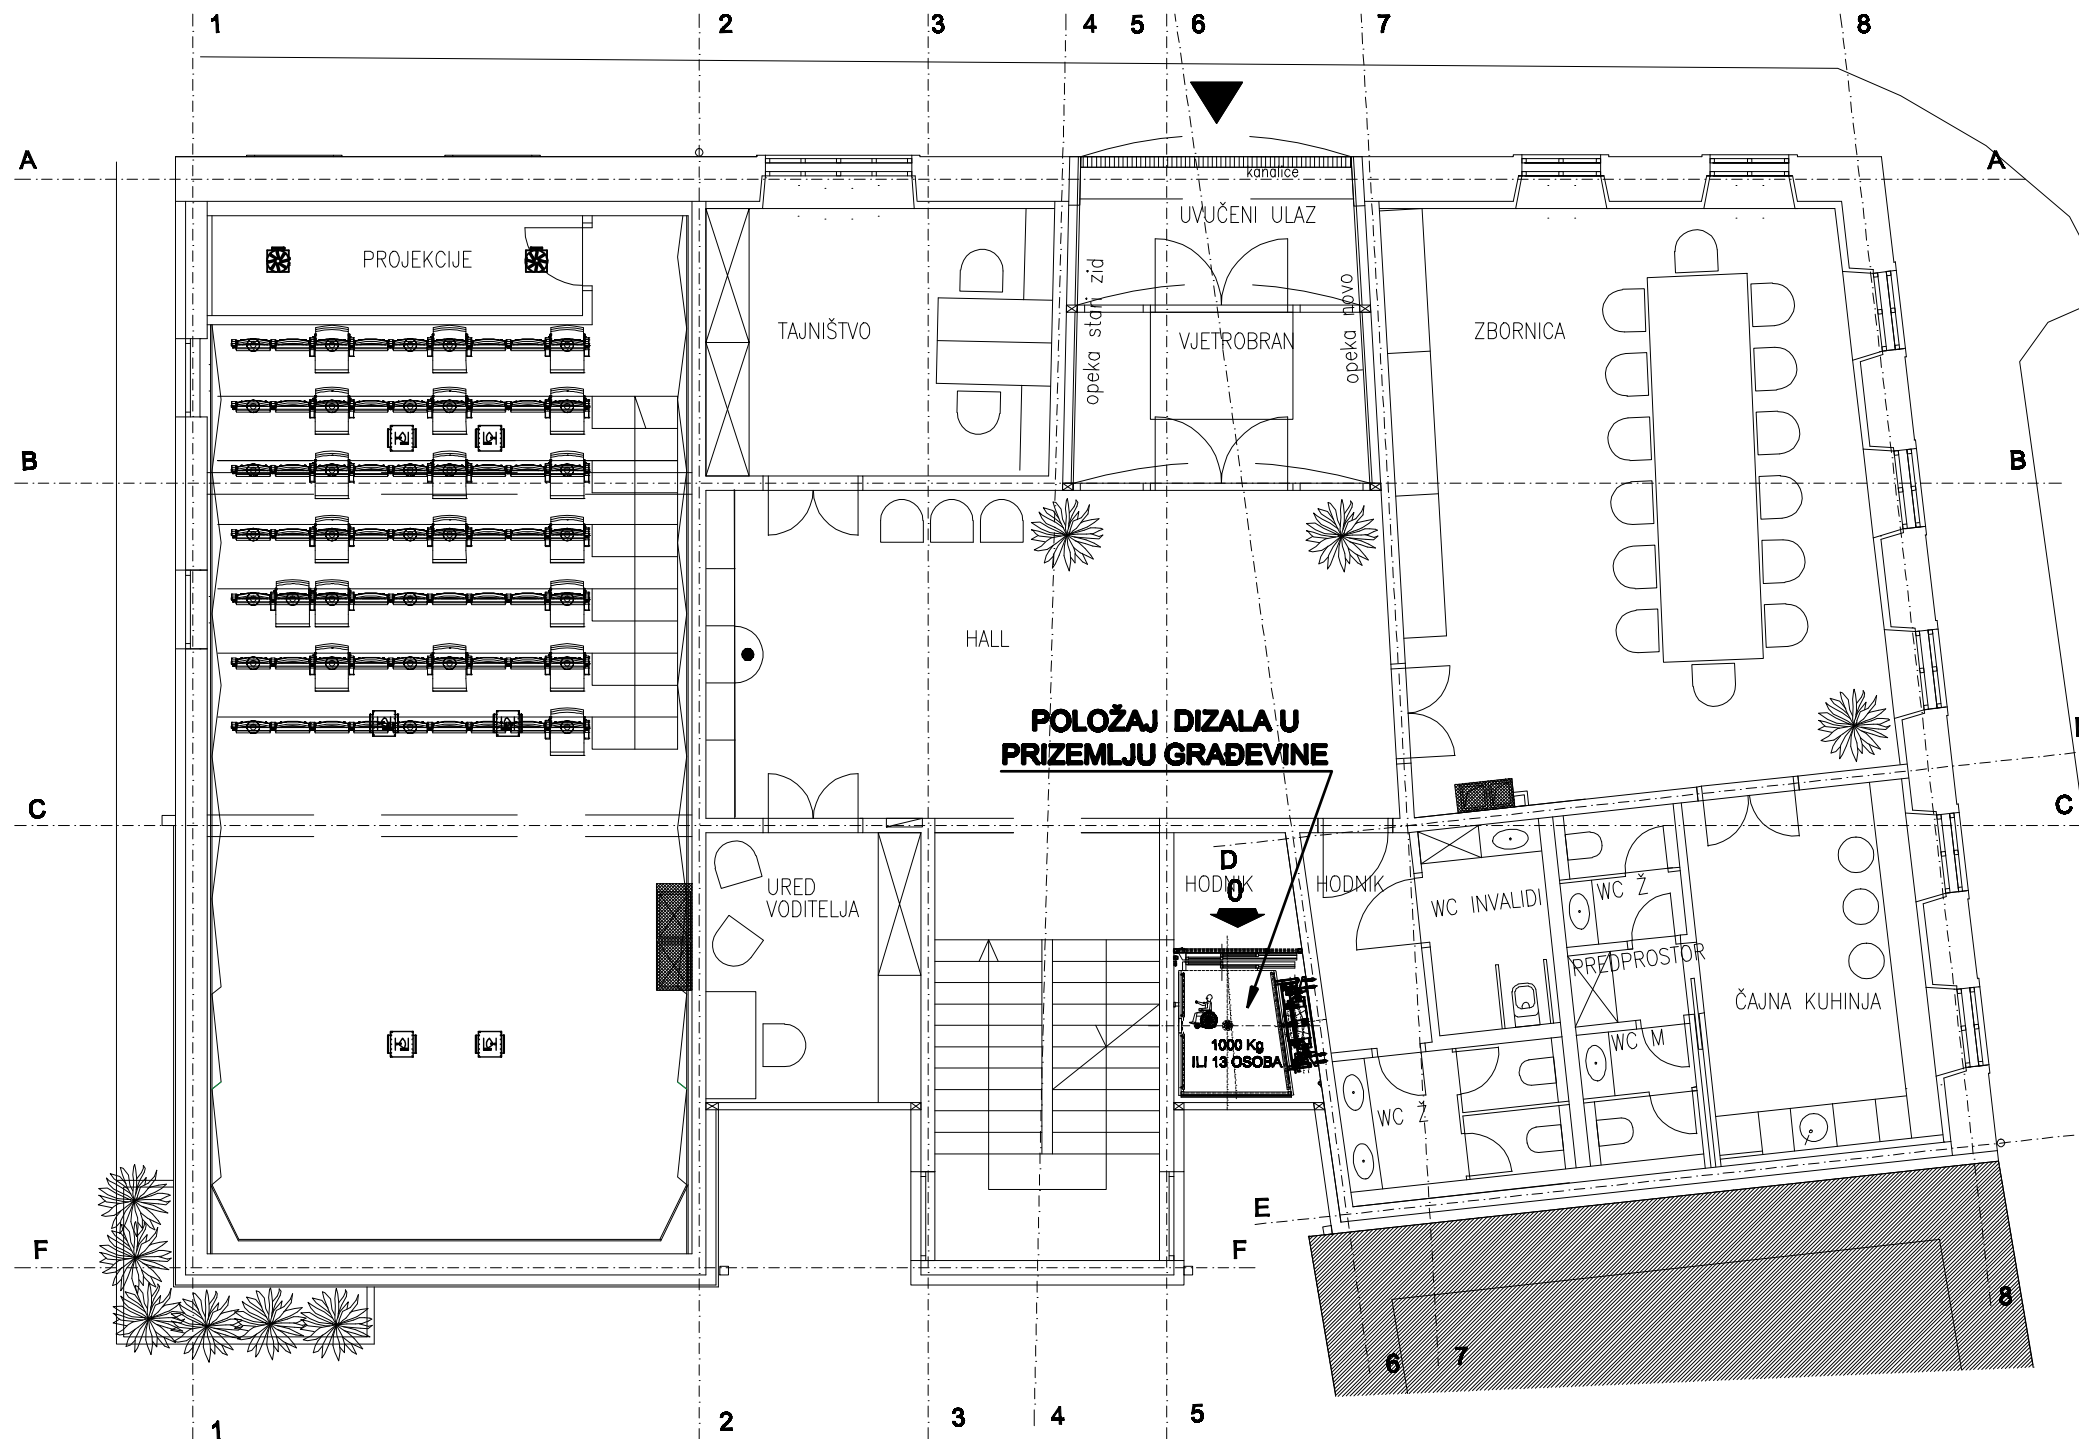 1
2
3
4
5
6
7
8
A
A
kanalice
UVUČENI ULAZ
PROJEKCIJE
opeka stari zid
opeka novo
TAJNIŠTVO
VJETROBRAN
ZBORNICA
B
B
HALL
POLOŽAJ DIZALA U
PRIZEMLJU GRAĐEVINE
C
C
D
0
HODNIK
HODNIK
URED
VODITELJA
WC INVALIDI
WC Ž
PREDPROSTOR
ČAJNA KUHINJA
1000 Kg
ILI 13 OSOBA
WC M
WC Ž
E
F
F
8
7
6
1
2
3
4
5